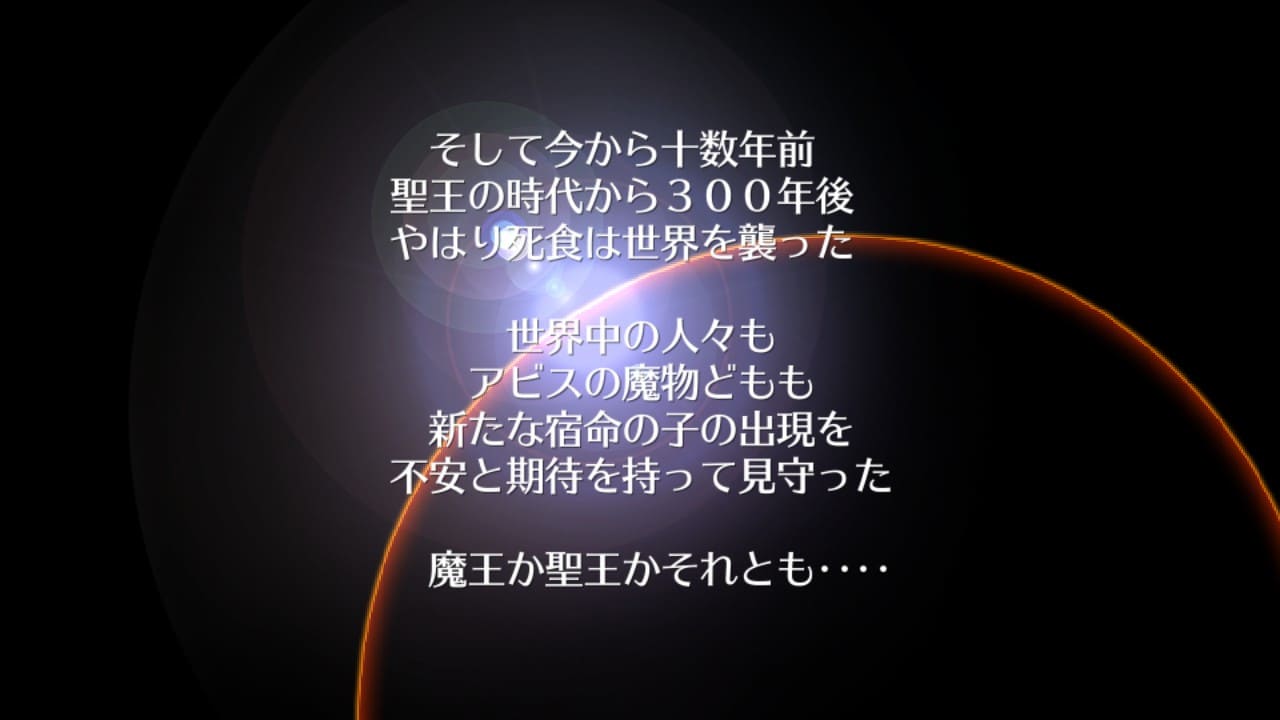 そして今から十数年前
聖王の時代から３００年後
やはり死食は世界を襲った
世界中の人々も
アビスの魔物どもも
新たな宿命の子の出現を
不安と期待を持って見守った
魔王か聖王かそれとも････